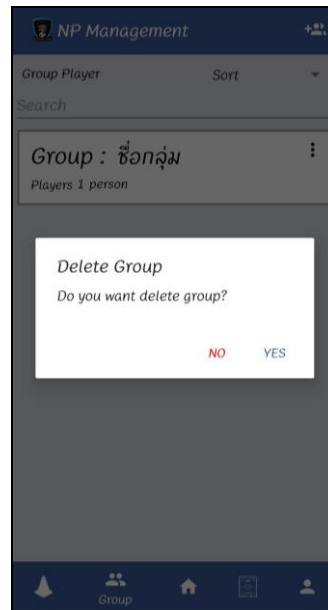 NP Management
Group Player Sort
Search
Group : ชื่อกลุ่ม
Players 1 person
Delete Group
Do you want delete group?
NO YES
Group